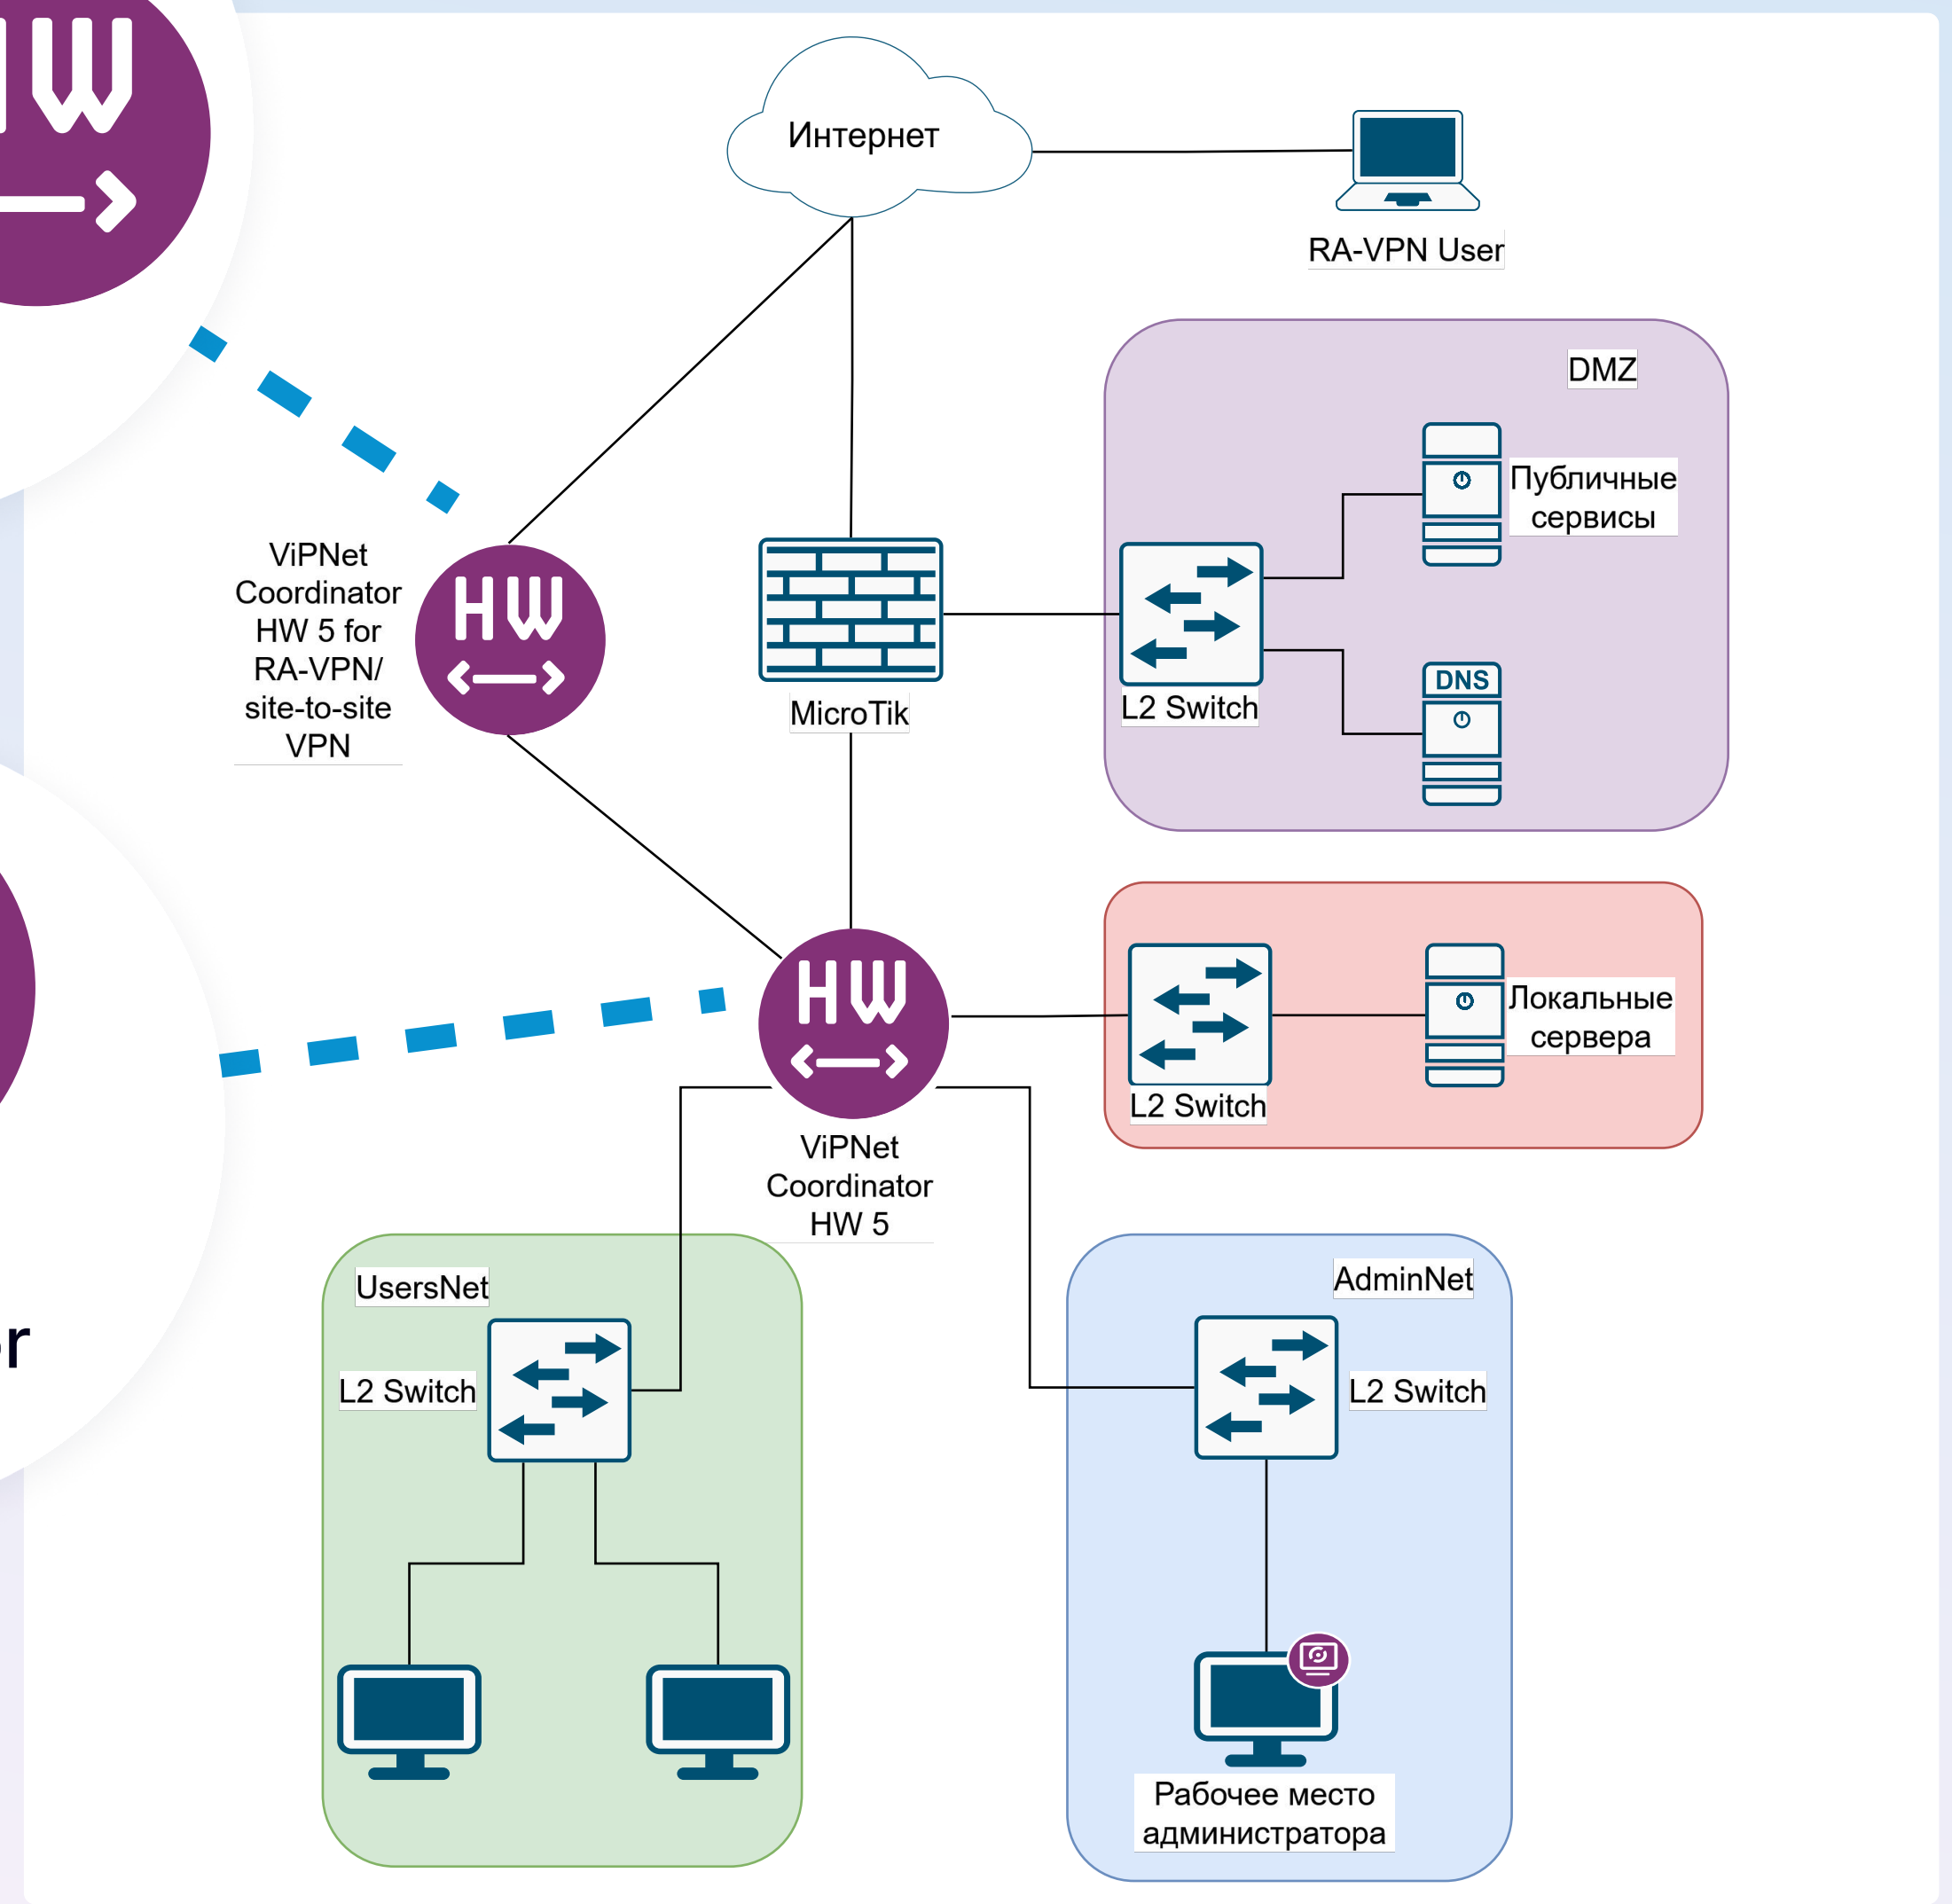 HW
Интернет
RA-VPN User
DMZ
Публичные
сервисы
ViPNet
Coordinator
HW 5 for
RA-VPN/
site-to-site
VPN
HW
MicroTik
L2 Switch
DNS
HW
ViPNet
Coordinator
HW 5
L2 Switch
Локальные
сервера
UsersNet
L2 Switch
AdminNet
L2 Switch
Рабочее место
администратора